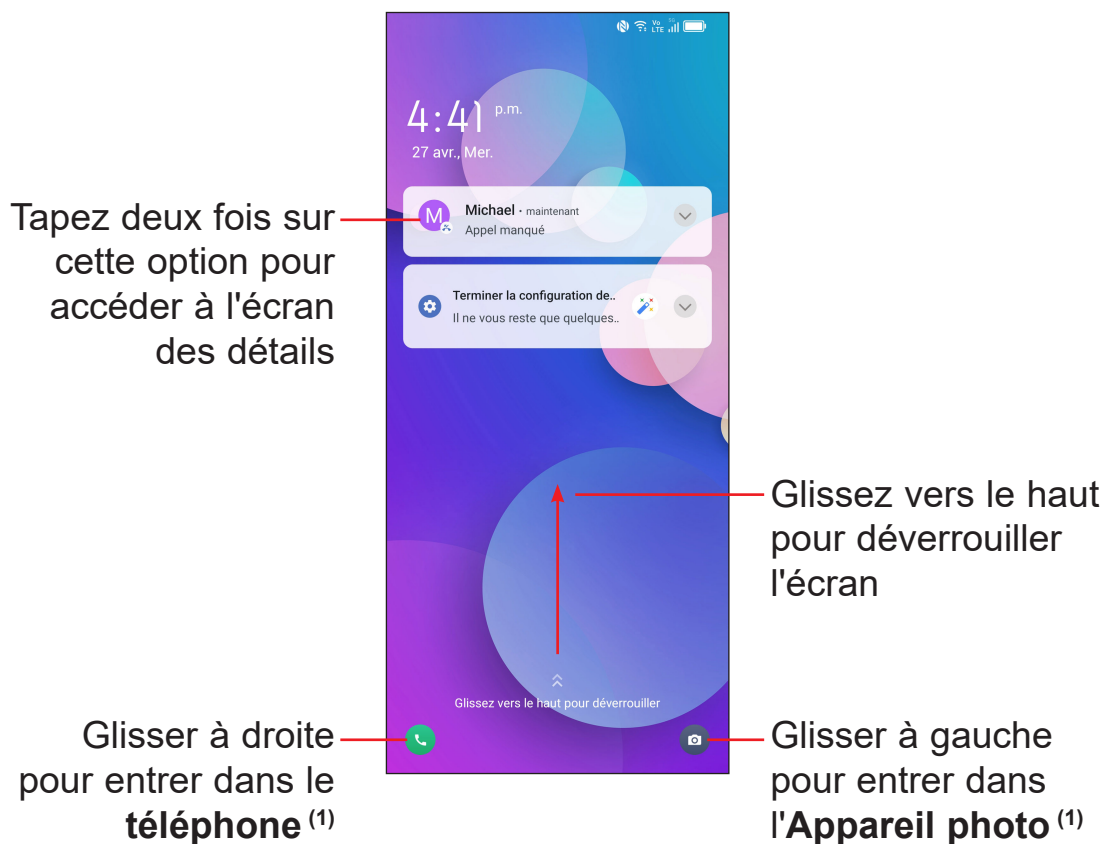 Vo
LTE
4:41 p.m.
27 avr., Mer.
Tapez deux fois sur
cette option pour
accéder à l'écran
des détails
M
Michael · maintenant
Appel manqué
Terminer la configuration de..
Il ne vous reste que quelques..
Glissez vers le haut
pour déverrouiller
l'écran
Glissez vers le haut pour déverrouiller
Glisser à droite
pour entrer dans le
téléphone (1)
Glisser à gauche
pour entrer dans
l'Appareil photo (1)